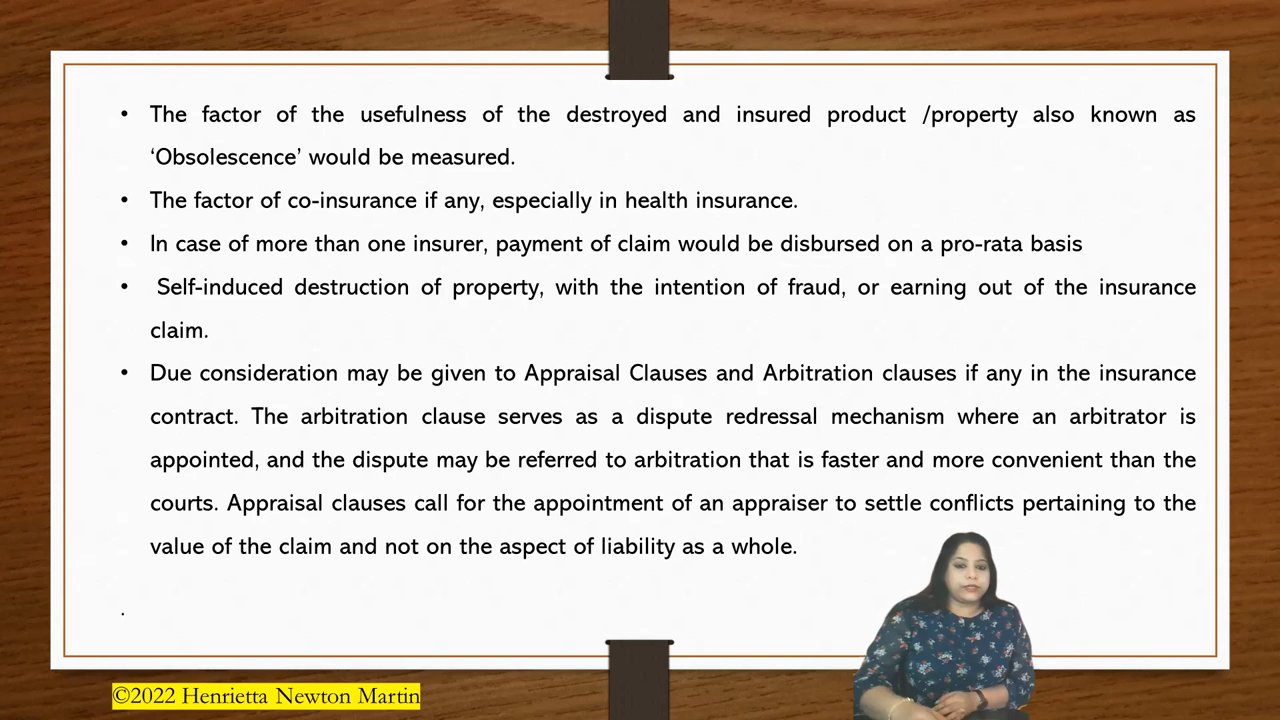 • The factor of the usefulness of the destroyed and insured product /property also known as
‘Obsolescence’ would be measured.
• The factor of co-insurance if any, especially in health insurance.
• In case of more than one insurer, payment of claim would be disbursed on a pro-rata basis
• Self-induced destruction of property, with the intention of fraud, or earning out of the insurance
claim.
• Due consideration may be given to Appraisal Clauses and Arbitration clauses if any in the insurance
contract. The arbitration clause serves as a dispute redressal mechanism where an arbitrator is
appointed, and the dispute may be referred to arbitration that is faster and more convenient than the
courts. Appraisal clauses call for the appointment of an appraiser to settle conflicts pertaining to the
value of the claim and not on the aspect of liability as a whole.
.
©2022 Henrietta Newton Martin